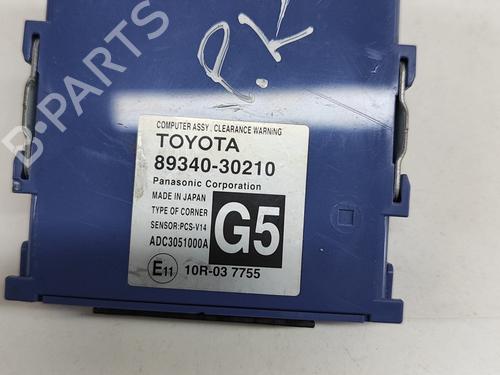 B-PARTS
P.K
COMPUTER ASSY, CLEARANCE WARNING
TOYOTA
89340-30210
Panasonic Corporation
MADE IN JAPAN
TYPE OF CORNER
SENSOR:PCS-V14
ADC3051000A
G5
E11 10R-03 7755